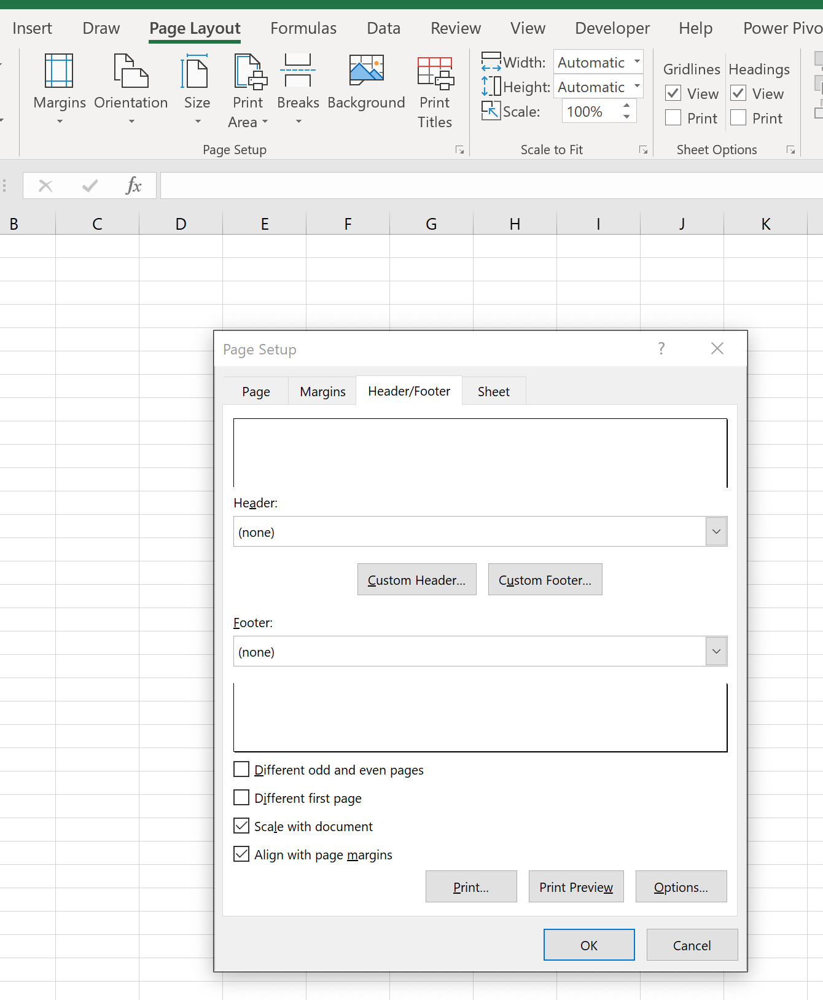 Insert Draw Page Layout Formulas Data Review View Developer Help Power Pivo
Margins Orientation Size Print Area Breaks Background Print Titles
Page Setup
Width: Automatic
Height: Automatic
Scale: 100%
Scale to Fit
Gridlines Headings
View View
Print Print
Sheet Options
fx
B C D E F G H I J K
Page Setup ?
Page Margins Header/Footer Sheet
Header:
(none)
Custom Header... Custom Footer...
Footer:
(none)
Different odd and even pages
Different first page
Scale with document
Align with page margins
Print... Print Preview Options...
OK Cancel